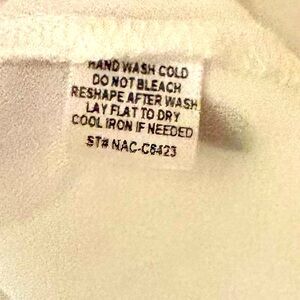 HAND WASH COLD
DO NOT BLEACH
RESHAPE AFTER WASH
LAY FLAT TO DRY
COOL IRON IF NEEDED
ST# NAC-C6423